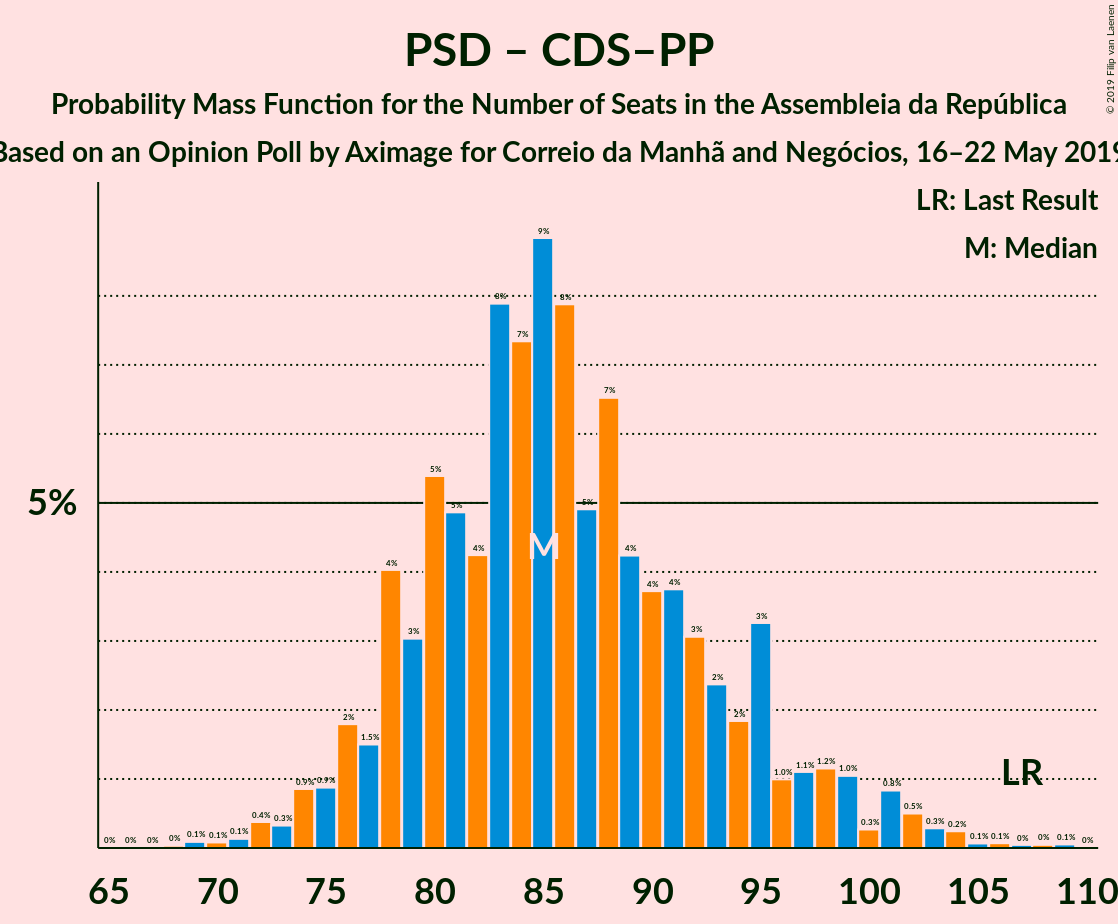 PSD – CDS–PP
Probability Mass Function for the Number of Seats in the Assembleia da República
Based on an Opinion Poll by Aximage for Correio da Manhã and Negócios, 16–22 May 2019
© 2019 Filip van Laenen
LR: Last Result
M: Median
5%
0% 0% 0% 0% 0.1% 0.1% 0.1% 0.4% 0.3% 0.9% 0.9% 2% 1.5% 4% 3% 5% 5% 4% 8% 7% 9% 8% 5% 7% 4% 4% 4% 3% 2% 2% 3% 1.0% 1.1% 1.2% 1.0% 0.3% 0.8% 0.5% 0.3% 0.2% 0.1% 0.1% 0% 0% 0.1% 0%
M
LR
65 70 75 80 85 90 95 100 105 110